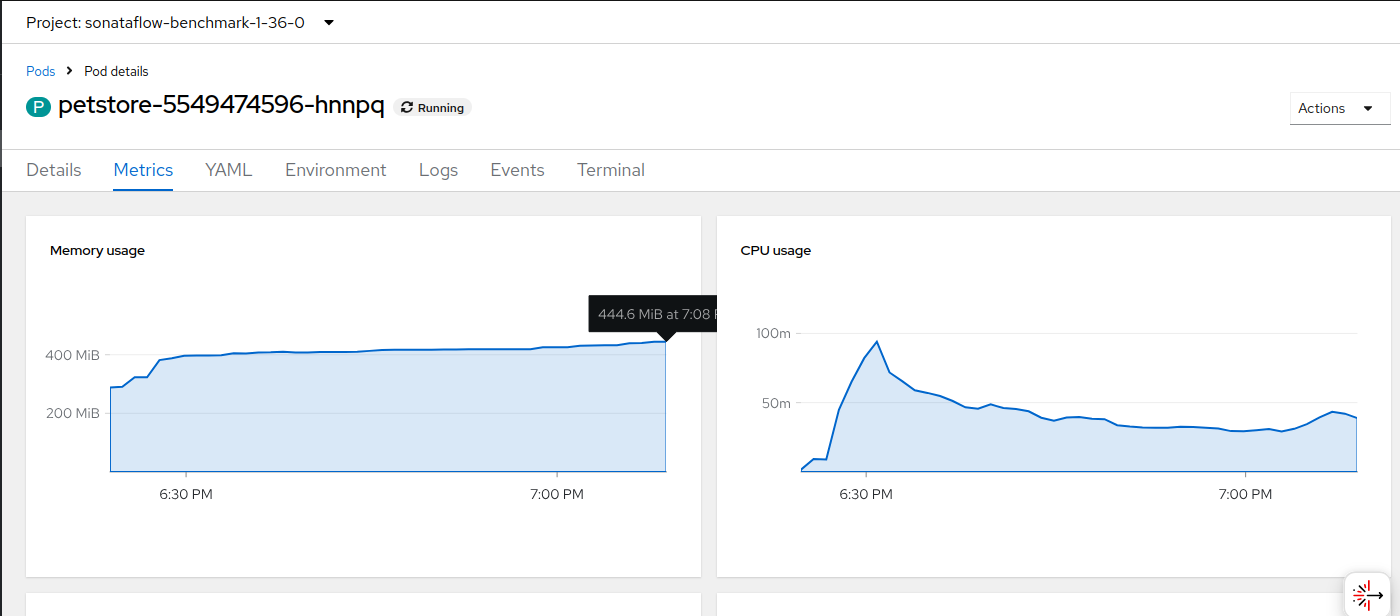 Project: sonataflow-benchmark-1-36-0
Pods
Pod details
P petstore-5549474596-hnnpq
Running
Actions
Details
Metrics
YAML
Environment
Logs
Events
Terminal
Memory usage
444.6 MiB at 7:08
400 MiB
200 MiB
6:30 PM
7:00 PM
CPU usage
100m
50m
6:30 PM
7:00 PM